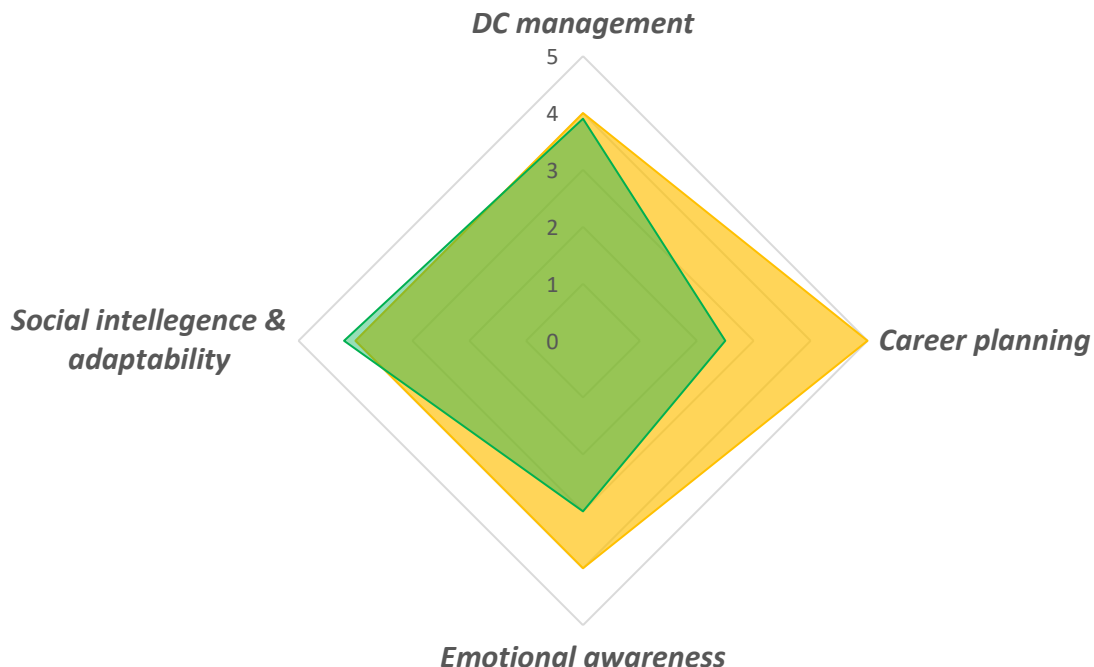 DC management
5
4
3
2
1
0
Social intellegence &
adaptability
Career planning
Emotional awareness